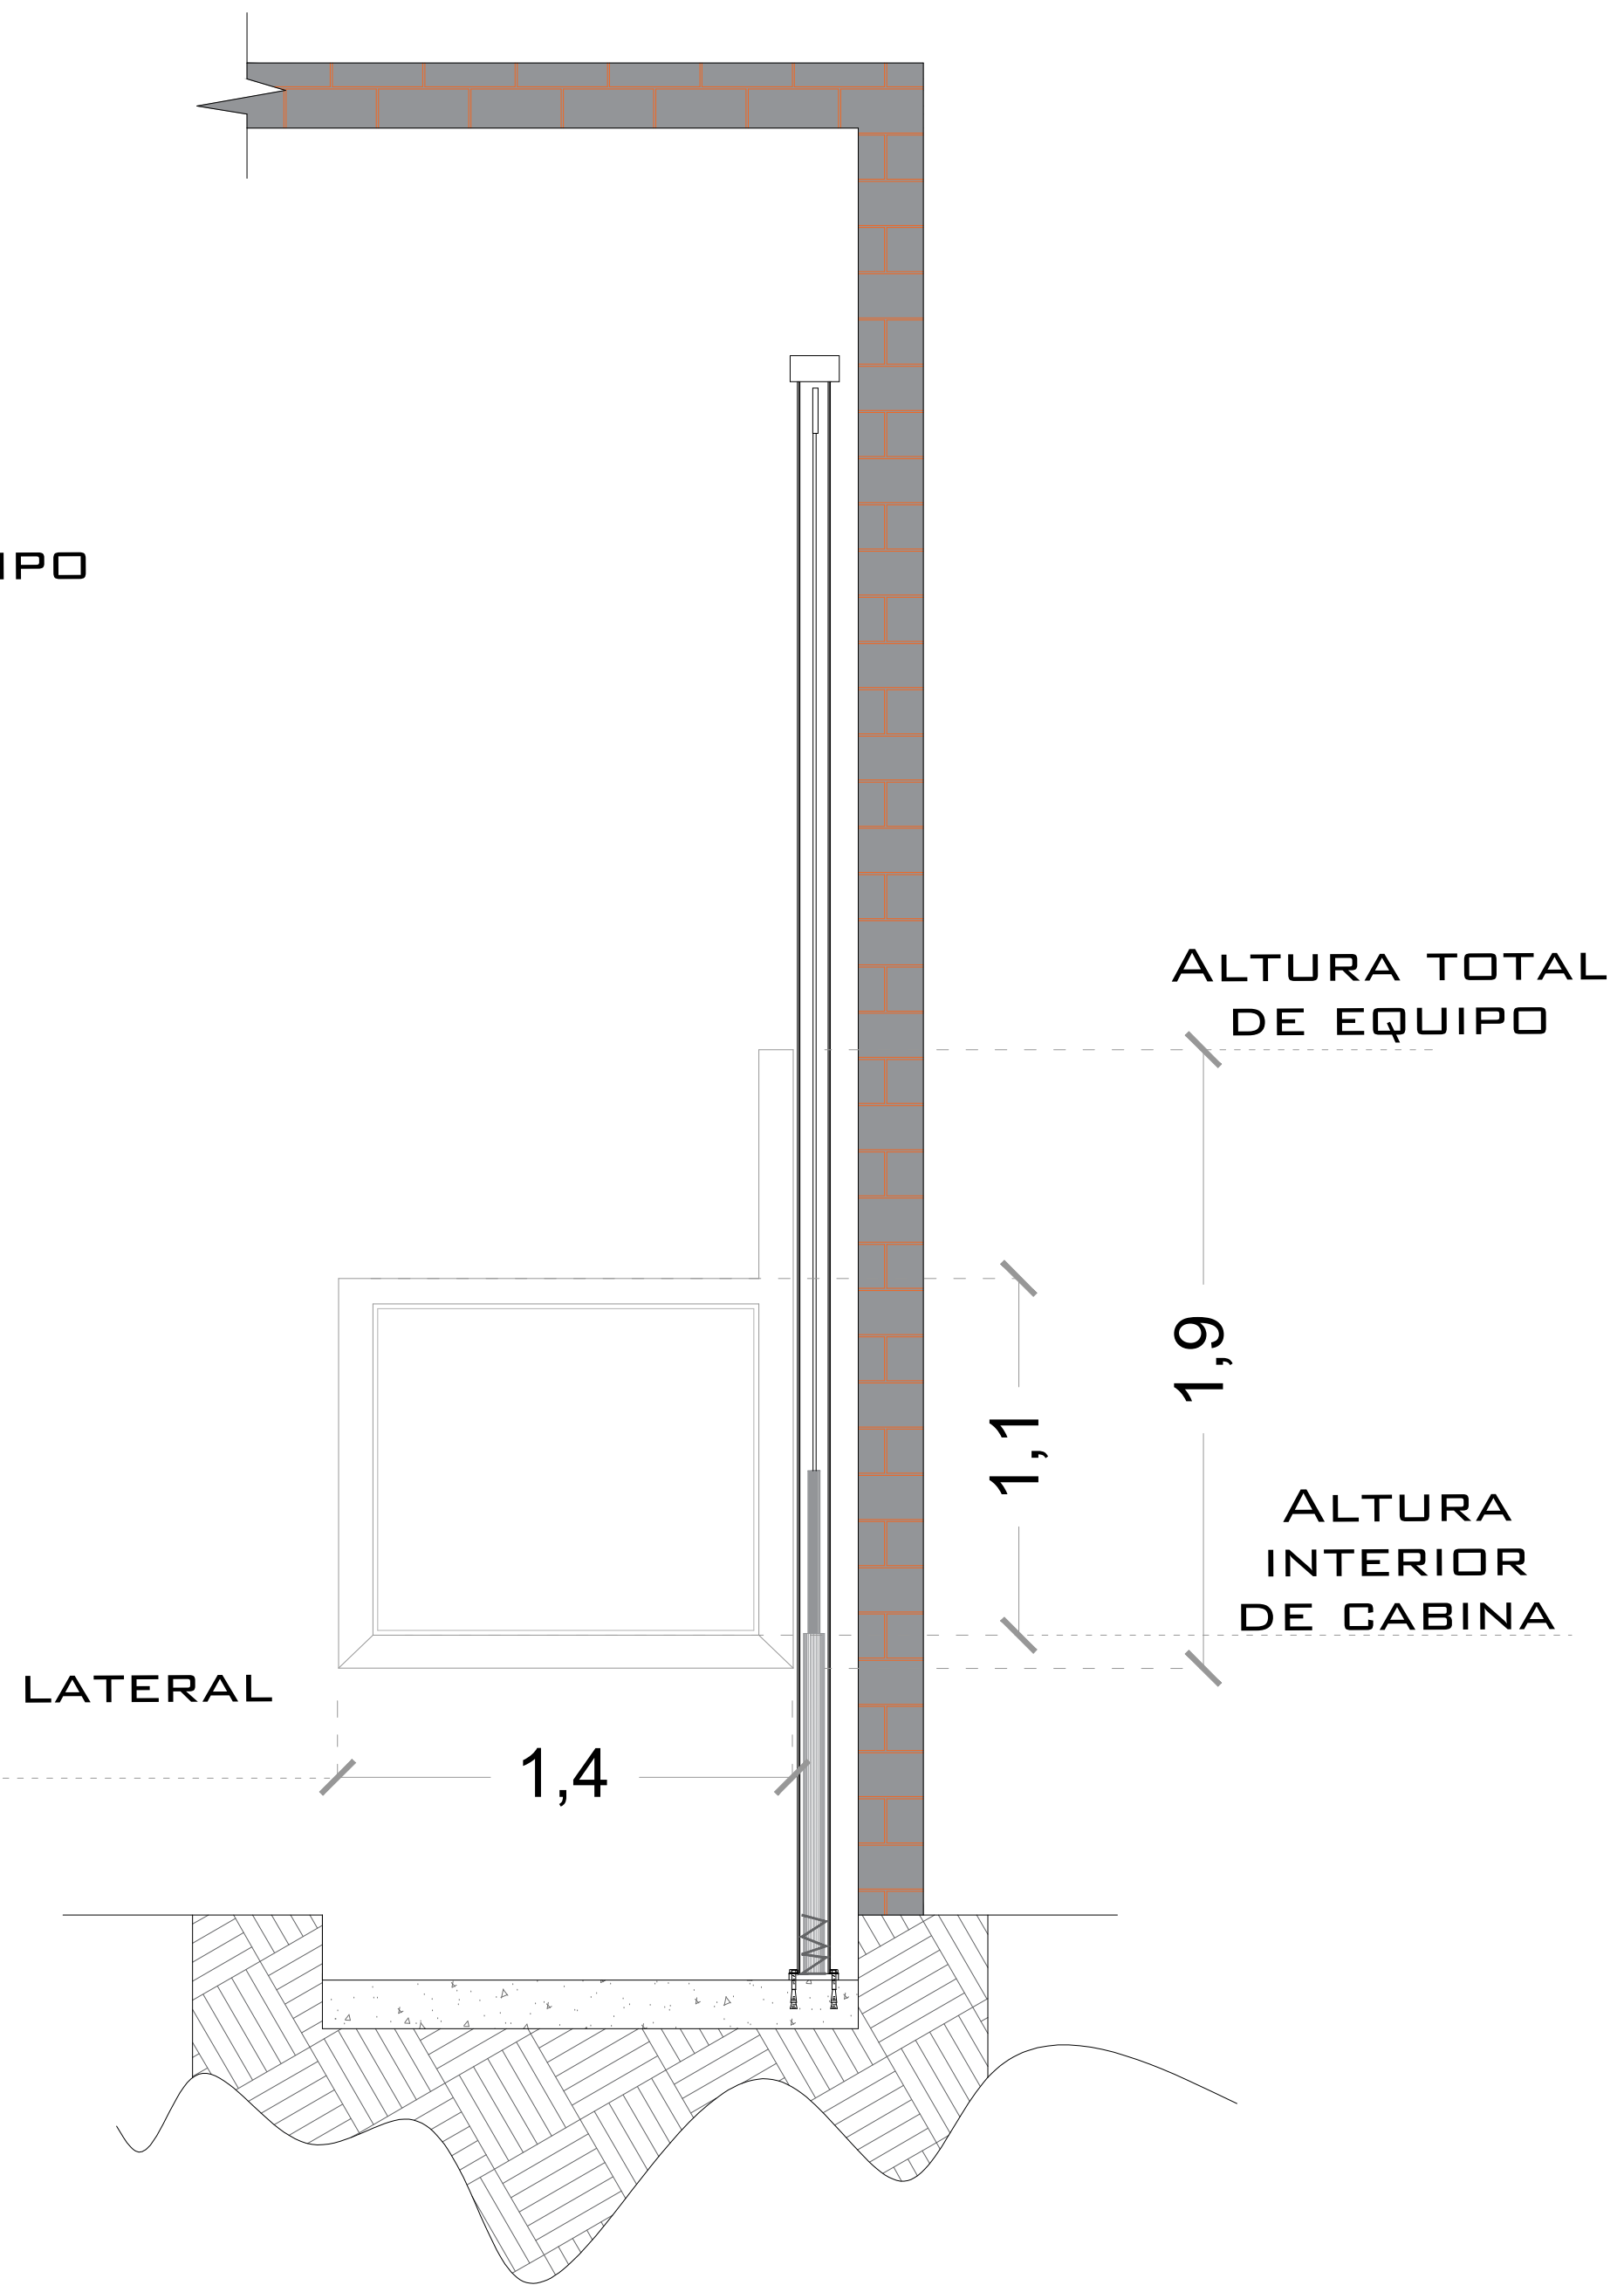 IPO
ALTURA TOTAL
DE EQUIPO
1,9
1,1
ALTURA
INTERIOR
DE CABINA
LATERAL
1,4